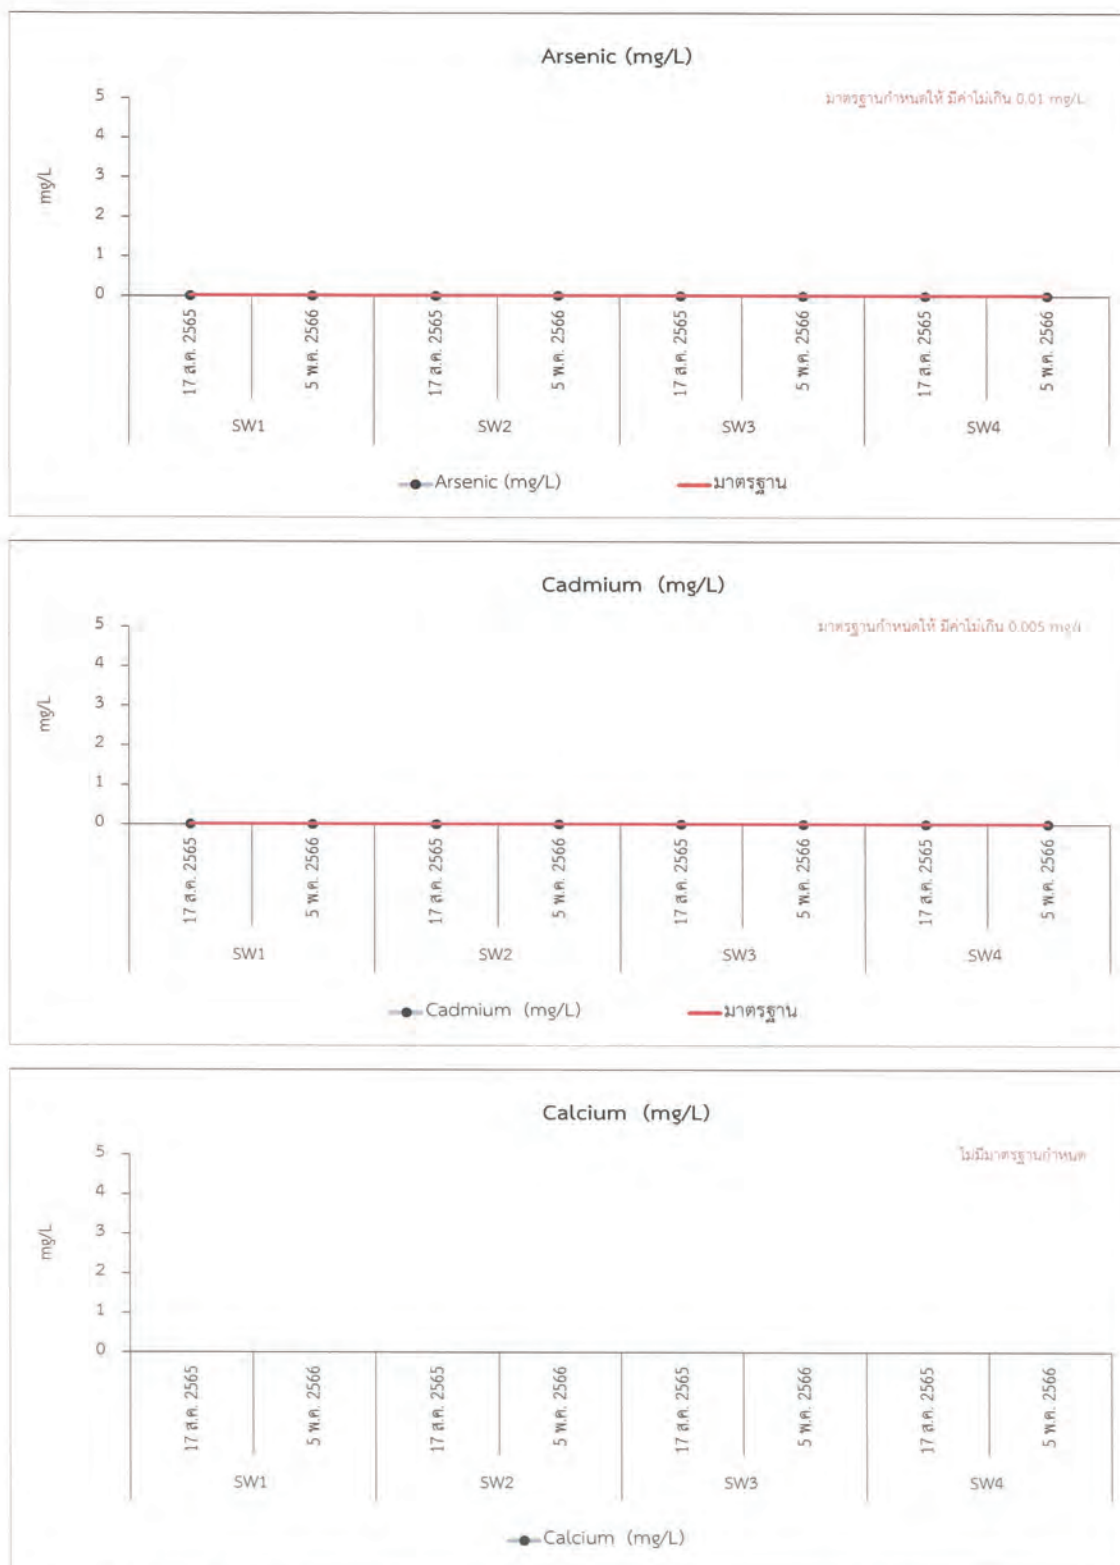 Arsenic (mg/L)
มาตรฐานกำหนดให้ มีค่าไม่เกิน 0.01 mg/L
mg/L
5
4
3
2
1
0
17 ส.ค. 2565
5 พ.ค. 2566
17 ส.ค. 2565
5 พ.ค. 2566
17 ส.ค. 2565
5 พ.ค. 2566
17 ส.ค. 2565
5 พ.ค. 2566
SW1 SW2 SW3 SW4
Arsenic (mg/L) มาตรฐาน
Cadmium (mg/L)
มาตรฐานกำหนดให้ มีค่าไม่เกิน 0.005 mg/L
mg/L
5
4
3
2
1
0
17 ส.ค. 2565
5 พ.ค. 2566
17 ส.ค. 2565
5 พ.ค. 2566
17 ส.ค. 2565
5 พ.ค. 2566
17 ส.ค. 2565
5 พ.ค. 2566
SW1 SW2 SW3 SW4
Cadmium (mg/L) มาตรฐาน
Calcium (mg/L)
ไม่มีมาตรฐานกำหนด
mg/L
5
4
3
2
1
0
17 ส.ค. 2565
5 พ.ค. 2566
17 ส.ค. 2565
5 พ.ค. 2566
17 ส.ค. 2565
5 พ.ค. 2566
17 ส.ค. 2565
5 พ.ค. 2566
SW1 SW2 SW3 SW4
Calcium (mg/L)